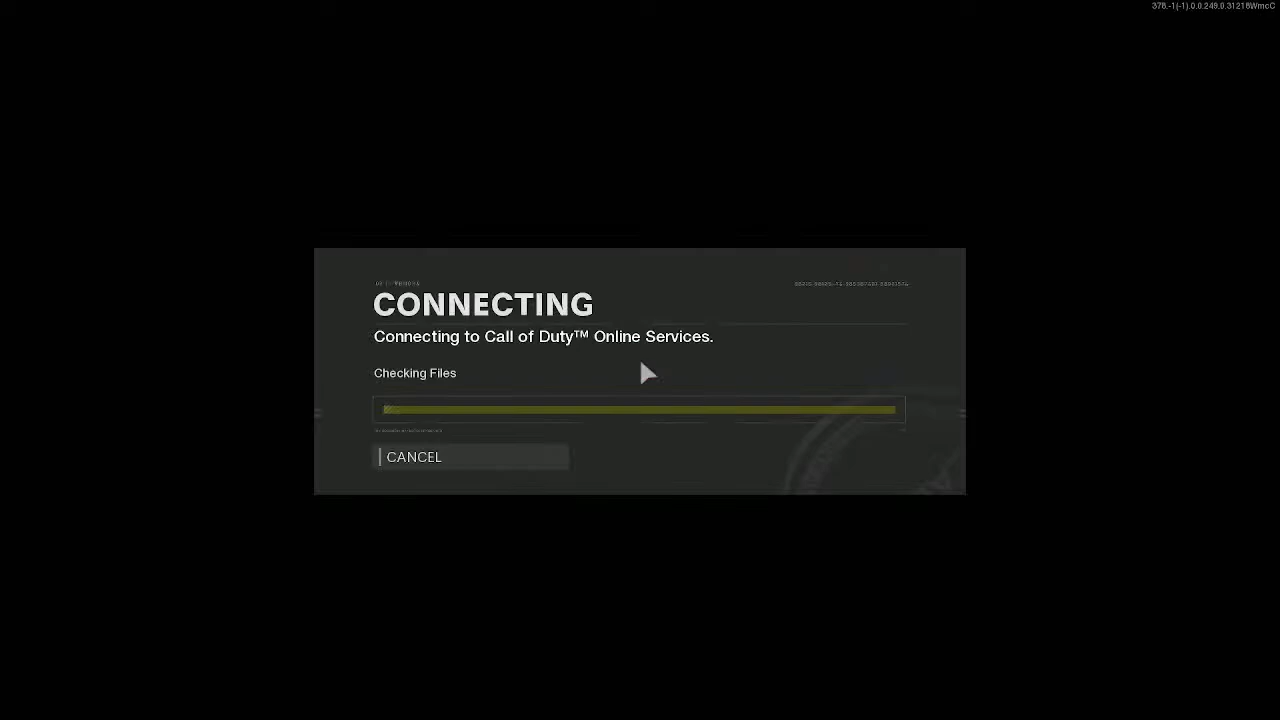 CONNECTING
Connecting to Call of Duty™ Online Services.
Checking Files
CANCEL